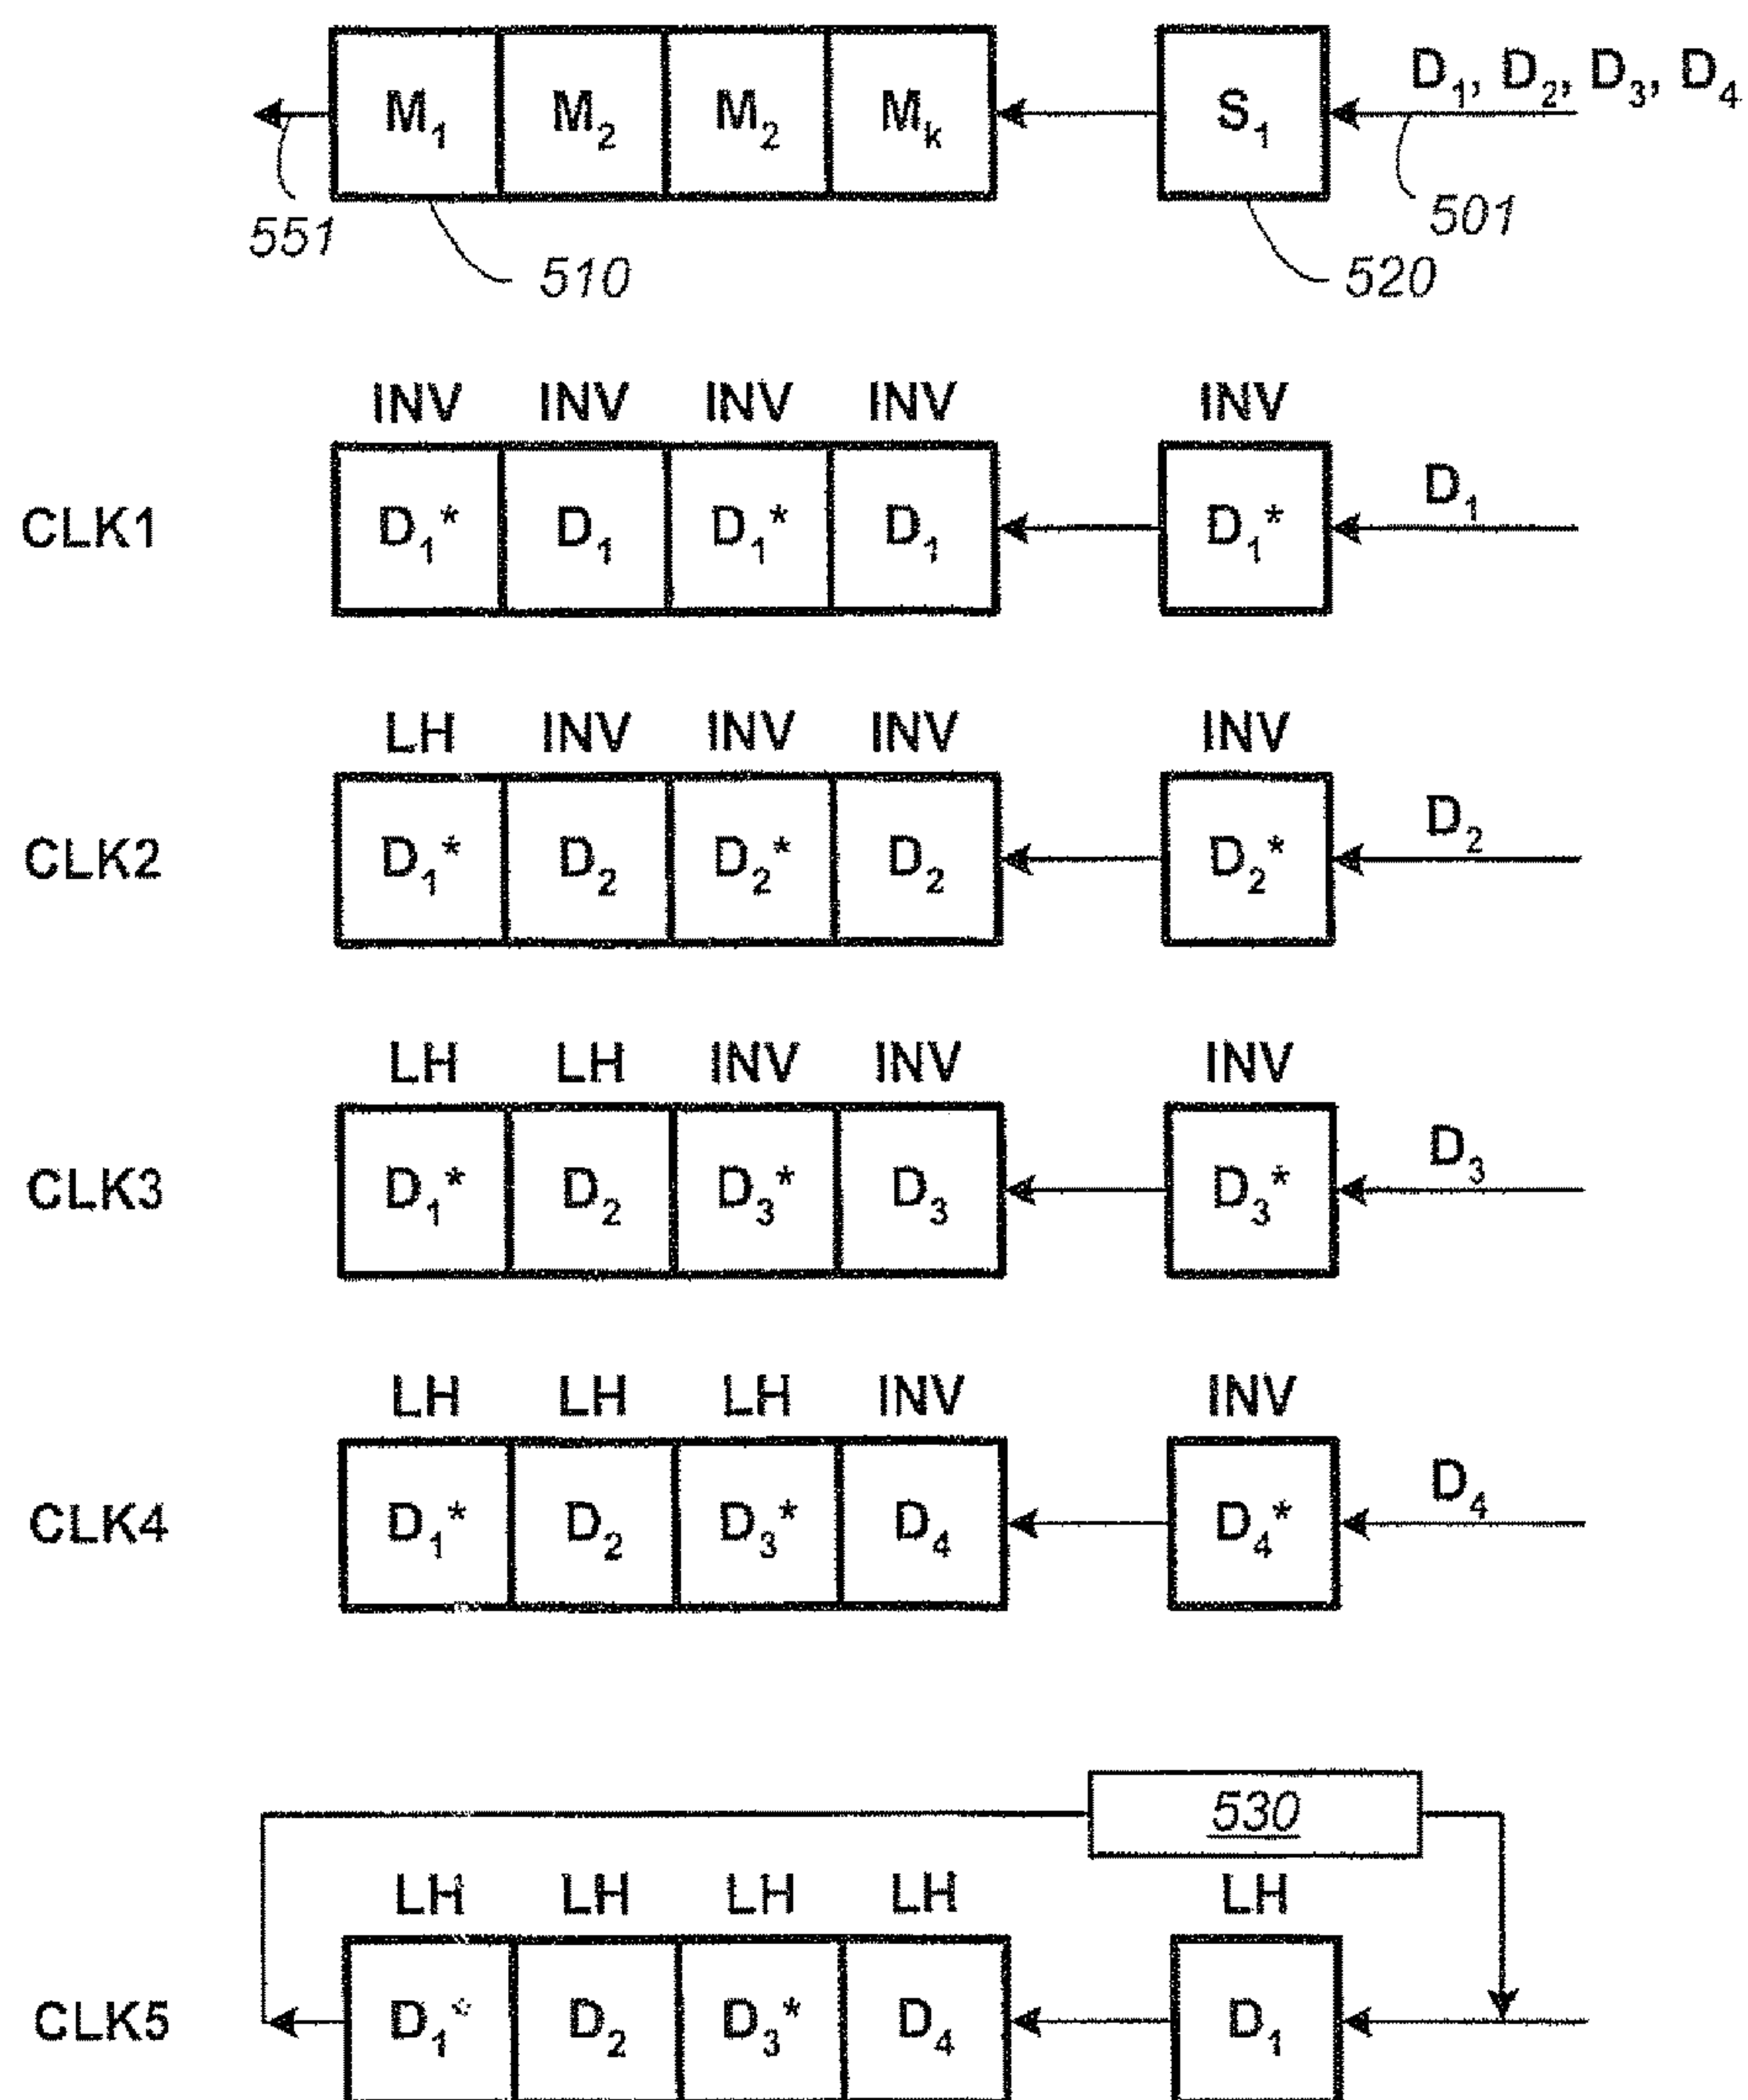 M₁ M₂ M₂ Mₖ S₁ D₁, D₂, D₃, D₄
551 510 520 501
INV INV INV INV INV
CLK1 D₁* D₁ D₁* D₁ D₁* D₁
LH INV INV INV INV
CLK2 D₁* D₂ D₂* D₂ D₂* D₂
LH LH INV INV INV
CLK3 D₁* D₂ D₃* D₃ D₃* D₃
LH LH LH INV INV
CLK4 D₁* D₂ D₃* D₄ D₄* D₄
530
LH LH LH LH LH
CLK5 D₁* D₂ D₃* D₄ D₁